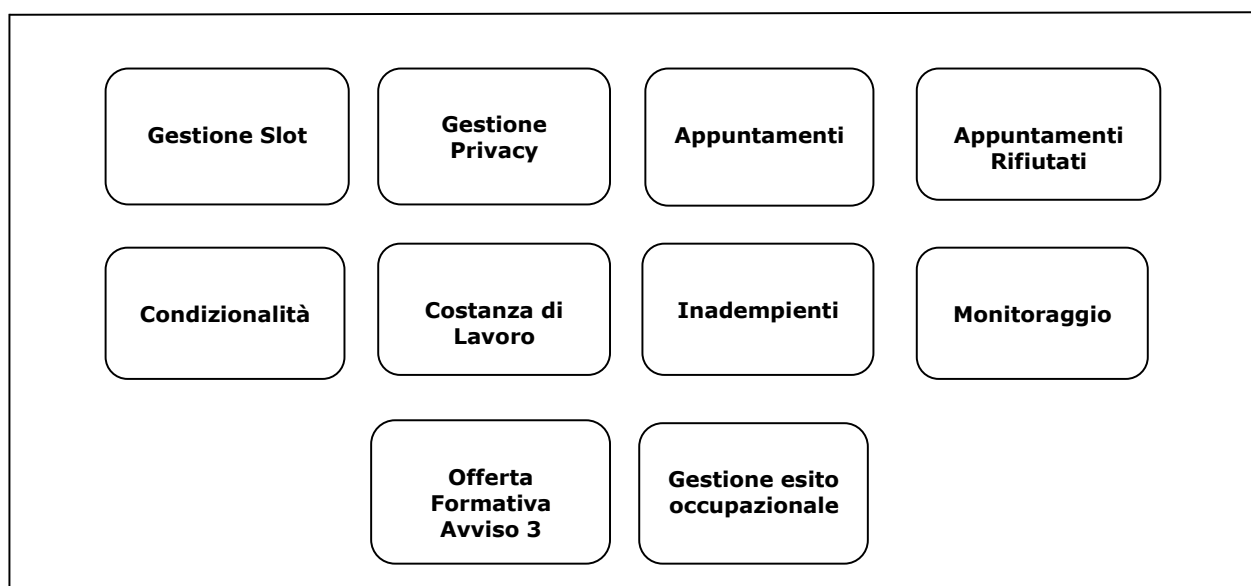 Gestione Slot
Gestione
Privacy
Appuntamenti
Appuntamenti
Rifiutati
Condizionalità
Costanza di
Lavoro
Inadempienti
Monitoraggio
Offerta
Formativa
Avviso 3
Gestione esito
occupazionale